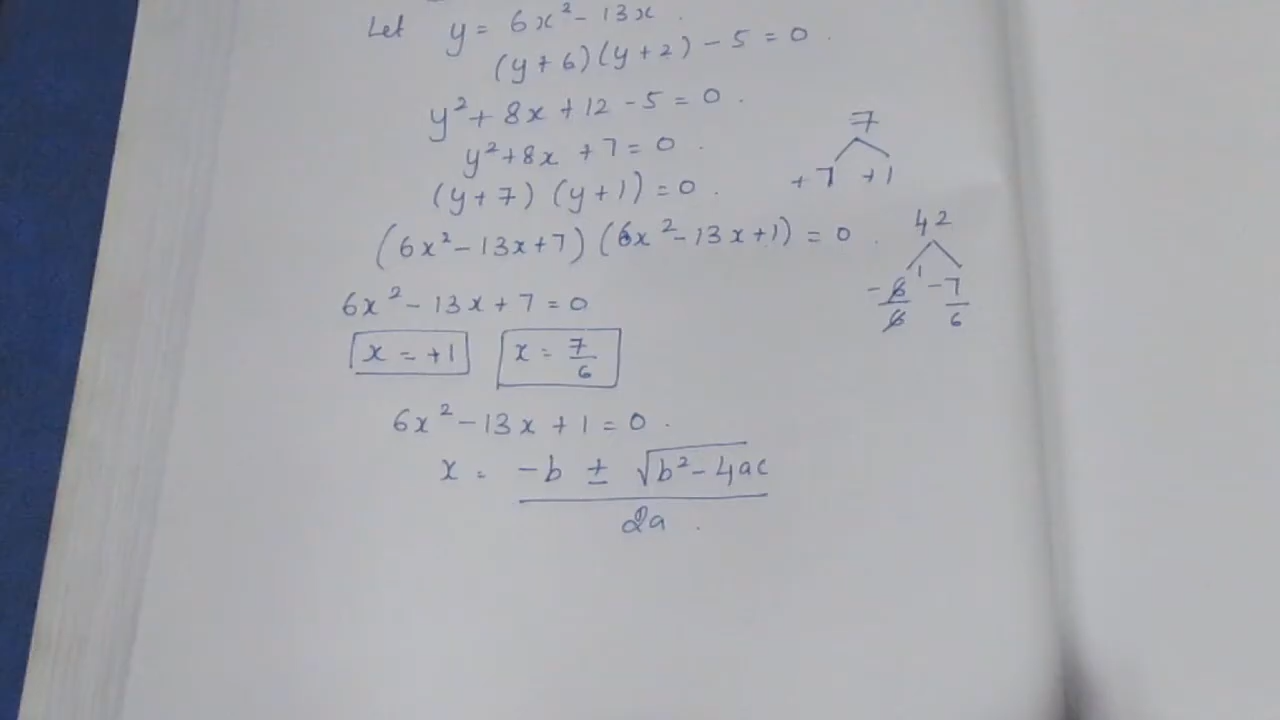 Let y = 6x² - 13x.
(y + 6)(y + 2) - 5 = 0.
y² + 8x + 12 - 5 = 0.
y² + 8x + 7 = 0.
(y + 7) (y + 1) = 0.
7
+7 +1
(6x² - 13x + 7) (6x² - 13x + 1) = 0.
42
-6/6 1 -7/6
6x² - 13x + 7 = 0
x = +1 x = 7/6
6x² - 13x + 1 = 0.
x = (-b ± √(b² - 4ac))/2a.